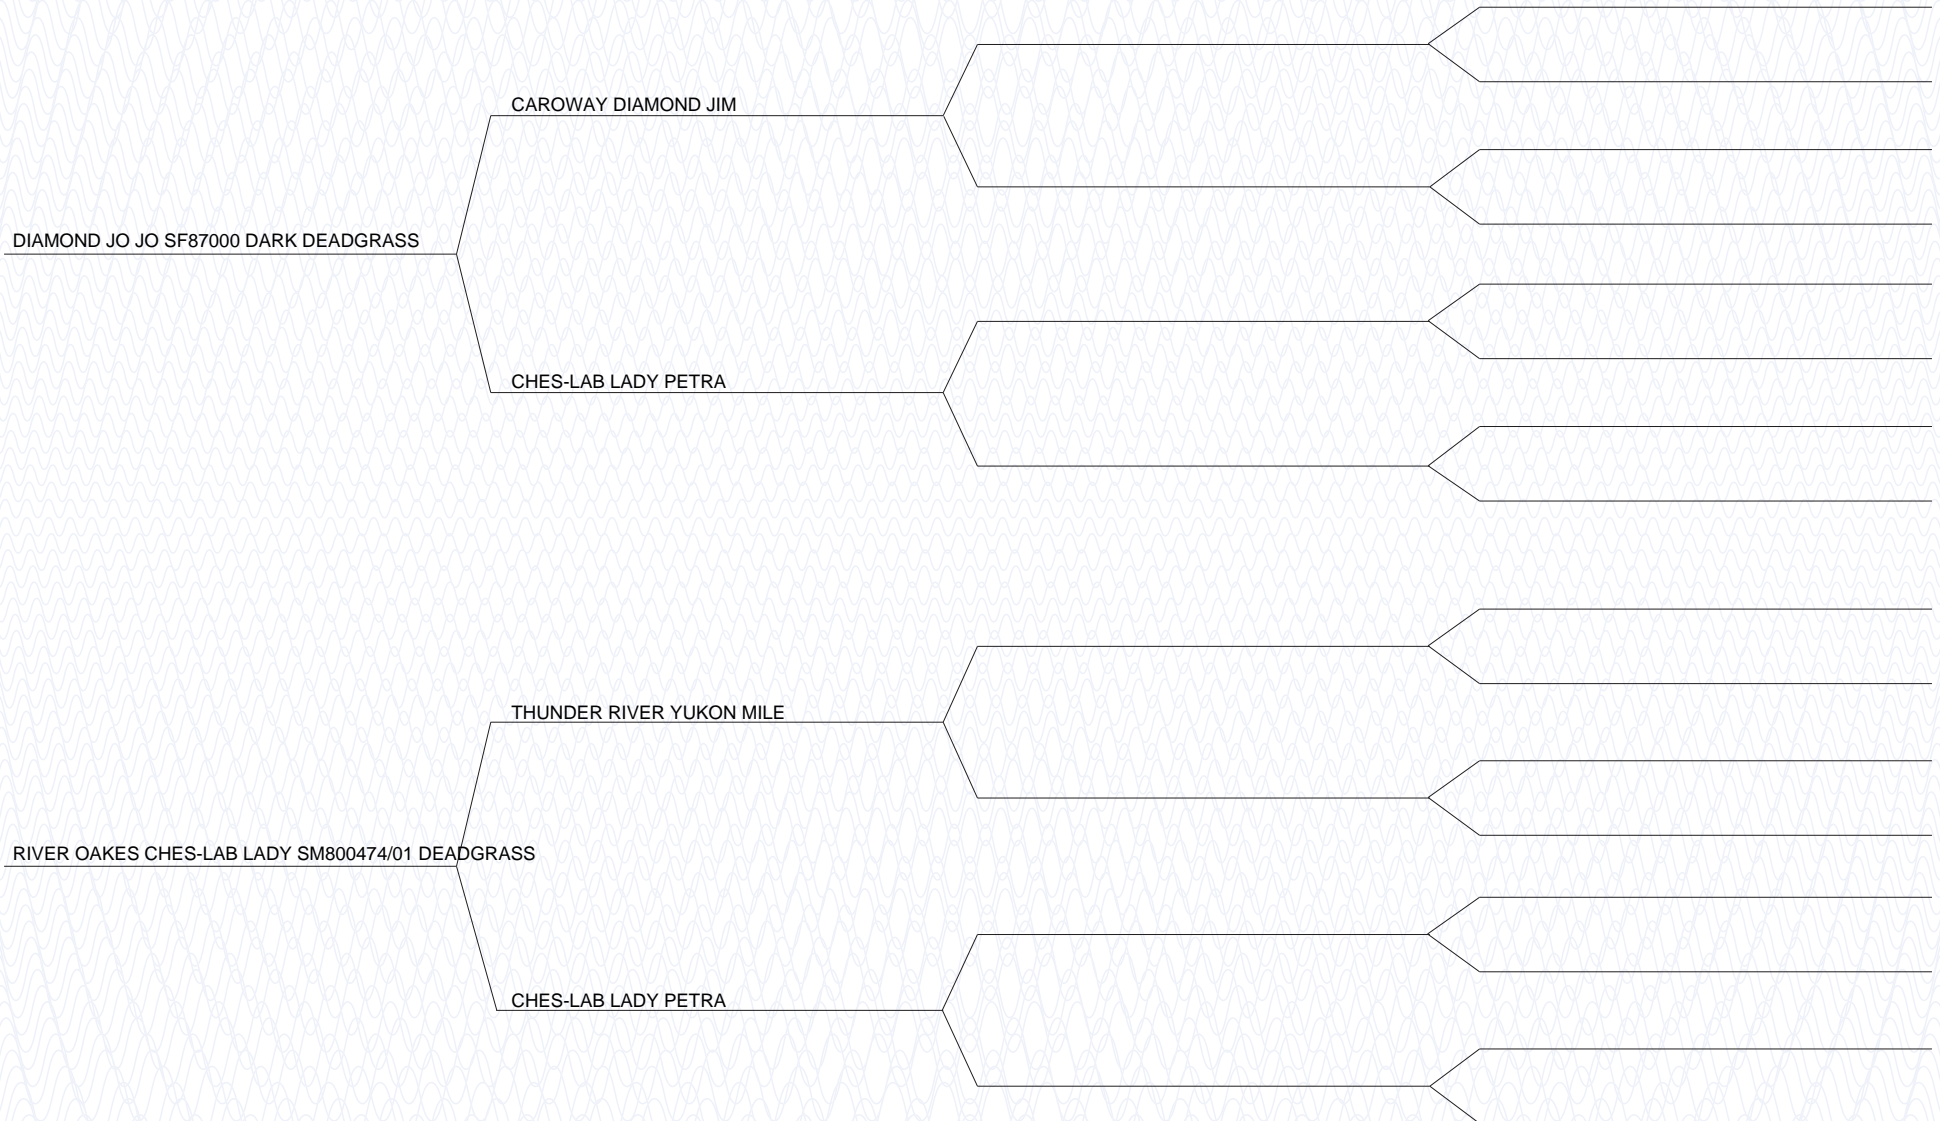 CAROWAY DIAMOND JIM
DIAMOND JO JO SF87000 DARK DEADGRASS
CHES-LAB LADY PETRA
THUNDER RIVER YUKON MILE
RIVER OAKES CHES-LAB LADY SM800474/01 DEADGRASS
CHES-LAB LADY PETRA